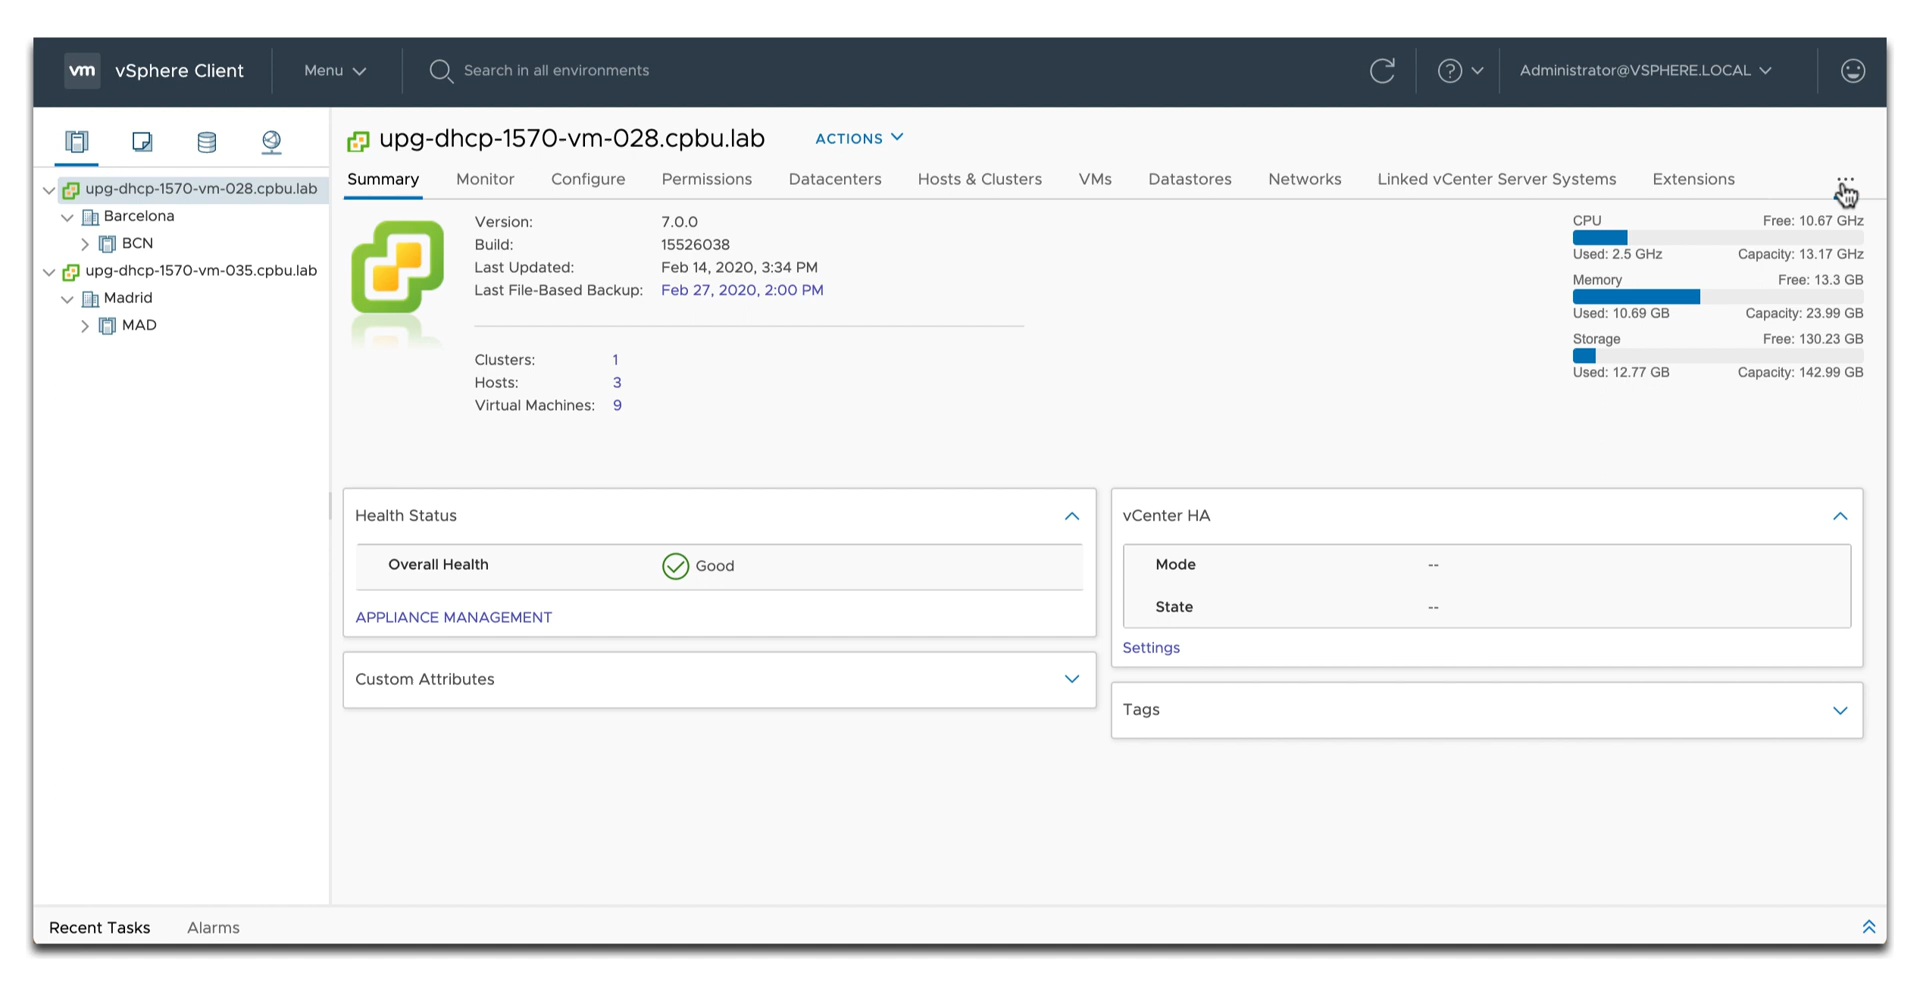 vm vSphere Client Menu Search in all environments ? Administrator@VSPHERE.LOCAL
upg-dhcp-1570-vm-028.cpbu.lab
Barcelona
BCN
upg-dhcp-1570-vm-035.cpbu.lab
Madrid
MAD
upg-dhcp-1570-vm-028.cpbu.lab ACTIONS
Summary Monitor Configure Permissions Datacenters Hosts & Clusters VMs Datastores Networks Linked vCenter Server Systems Extensions ...
Version: 7.0.0
Build: 15526038
Last Updated: Feb 14, 2020, 3:34 PM
Last File-Based Backup: Feb 27, 2020, 2:00 PM
Clusters: 1
Hosts: 3
Virtual Machines: 9
CPU Free: 10.67 GHz
Used: 2.5 GHz Capacity: 13.17 GHz
Memory Free: 13.3 GB
Used: 10.69 GB Capacity: 23.99 GB
Storage Free: 130.23 GB
Used: 12.77 GB Capacity: 142.99 GB
Health Status
Overall Health Good
APPLIANCE MANAGEMENT
Custom Attributes
vCenter HA
Mode --
State --
Settings
Tags
Recent Tasks Alarms